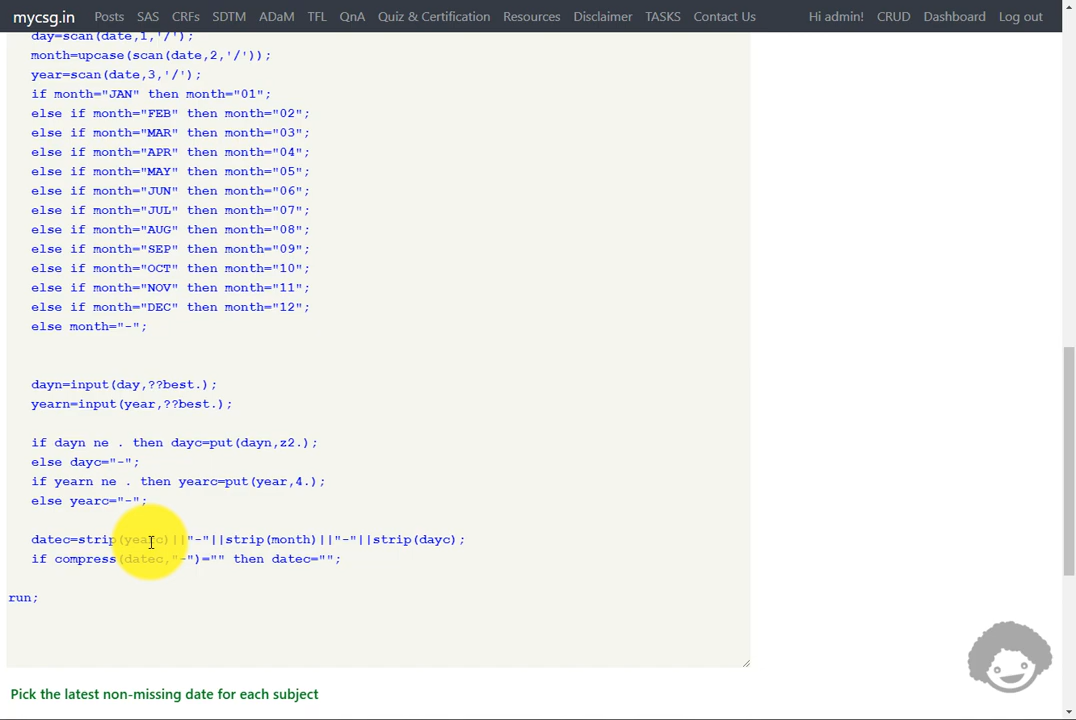 mycsg.in Posts SAS CRFs SDTM ADaM TFL QnA Quiz & Certification Resources Disclaimer TASKS Contact Us Hi admin! CRUD Dashboard Log out
day=scan(date,1,'/');
month=upcase(scan(date,2,'/'));
year=scan(date,3,'/');
if month="JAN" then month="01";
else if month="FEB" then month="02";
else if month="MAR" then month="03";
else if month="APR" then month="04";
else if month="MAY" then month="05";
else if month="JUN" then month="06";
else if month="JUL" then month="07";
else if month="AUG" then month="08";
else if month="SEP" then month="09";
else if month="OCT" then month="10";
else if month="NOV" then month="11";
else if month="DEC" then month="12";
else month="-";
dayn=input(day,??best.);
yearn=input(year,??best.);
if dayn ne . then dayc=put(dayn,z2.);
else dayc="-";
if yearn ne . then yearc=put(year,4.);
else yearc="-";
datec=strip(yearc)||"-"||strip(month)||"-"||strip(dayc);
if compress(datec,"-")="" then datec="";
run;
Pick the latest non-missing date for each subject